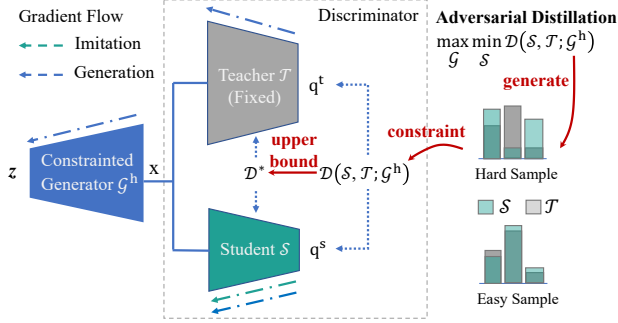 Gradient Flow
Imitation
Generation
Discriminator
Adversarial Distillation
max min D(S, T; G^h)
G S
generate
Teacher T
(Fixed)
q^t
constraint
upper
bound
Hard Sample
z
Constrainted
Generator G^h
x
D*
D(S, T; G^h)
S T
Student S
q^s
Easy Sample